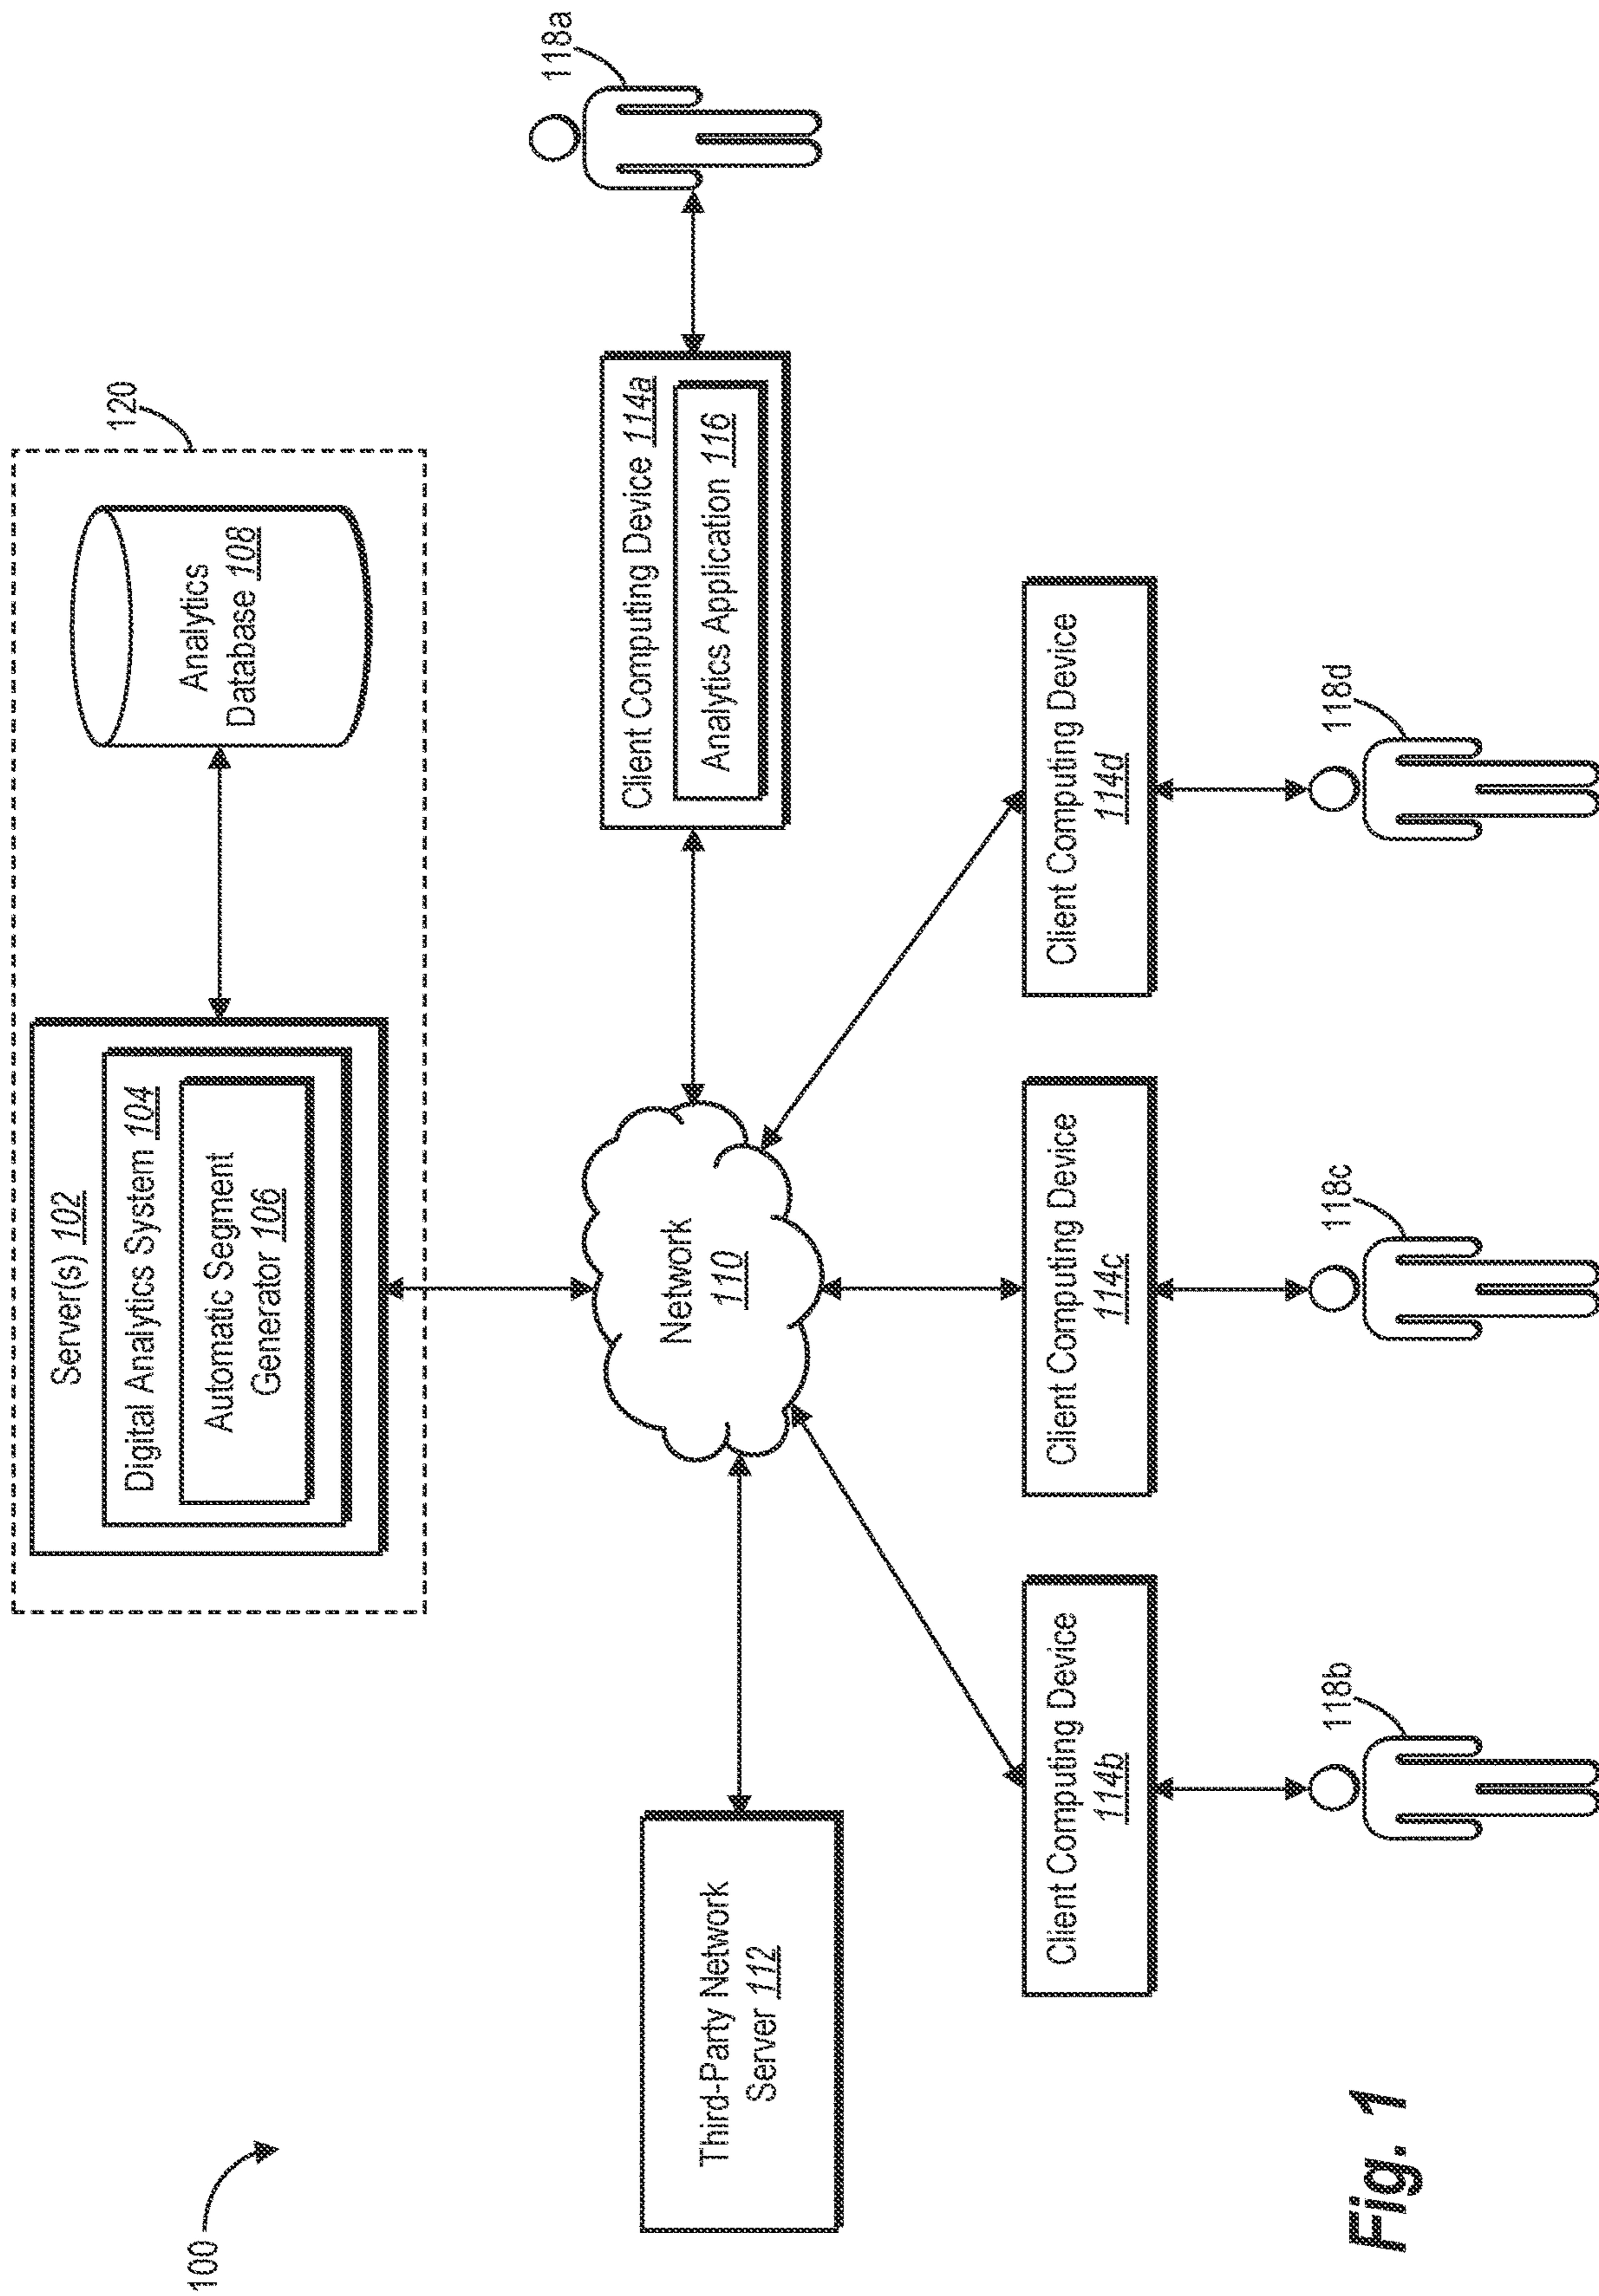 100
120
Server(s) 102
Digital Analytics System 104
Automatic Segment
Generator 106
Analytics
Database 108
118a
Third-Party Network
Server 112
Network
110
Client Computing Device 114a
Analytics Application 116
Client Computing Device
114b
Client Computing Device
114c
Client Computing Device
114d
118b
118c
118d
Fig. 1